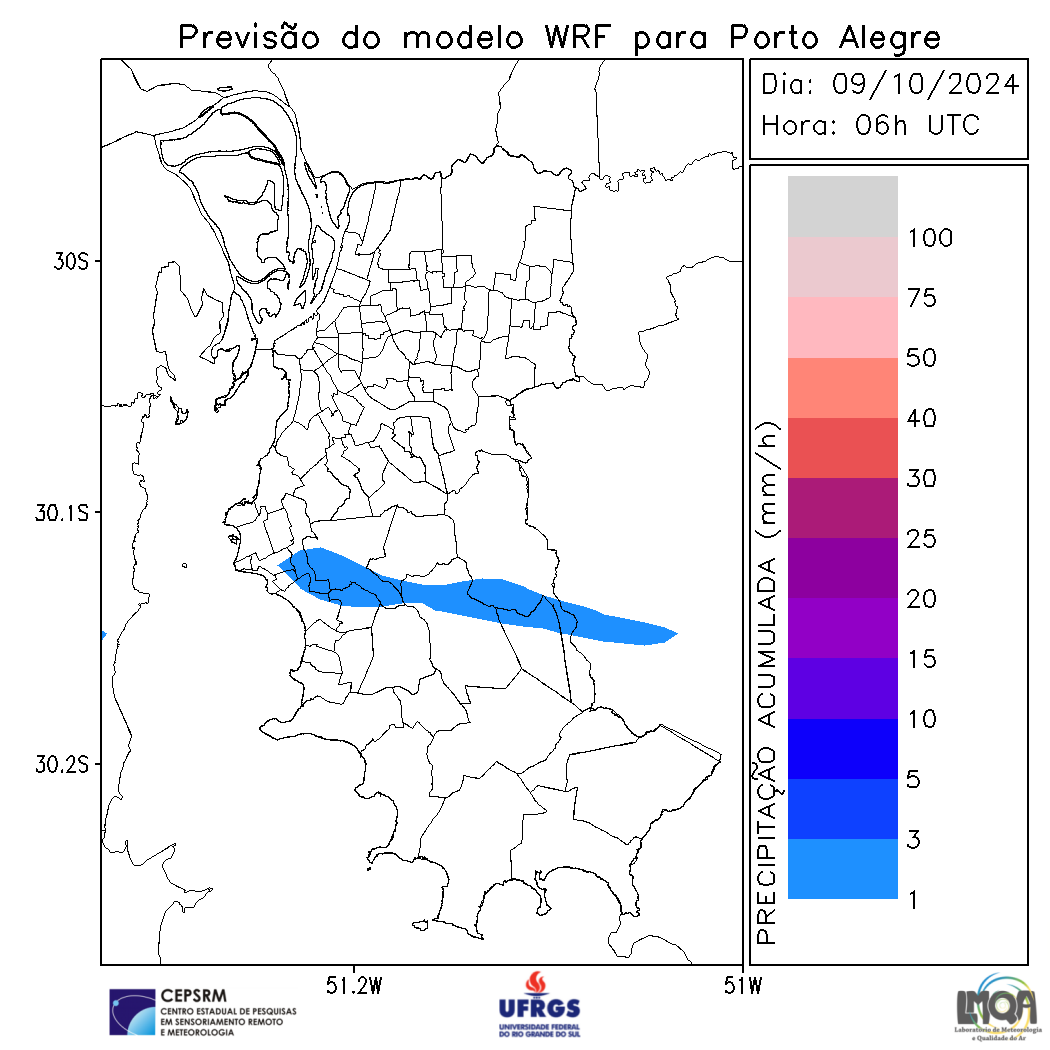 Previsão do modelo WRF para Porto Alegre
Dia: 09/10/2024
Hora: 06h UTC
30S
30.1S
30.2S
51.2W
51W
PRECIPITAÇÃO ACUMULADA (mm/h)
100
75
50
40
30
25
20
15
10
5
3
1
CEPSRM
CENTRO ESTADUAL DE PESQUISAS
EM SENSORIAMENTO REMOTO
E METEOROLOGIA
UFRGS
UNIVERSIDADE FEDERAL
DO RIO GRANDE DO SUL
LMQA
Laboratório de Meteorologia
e Qualidade do Ar